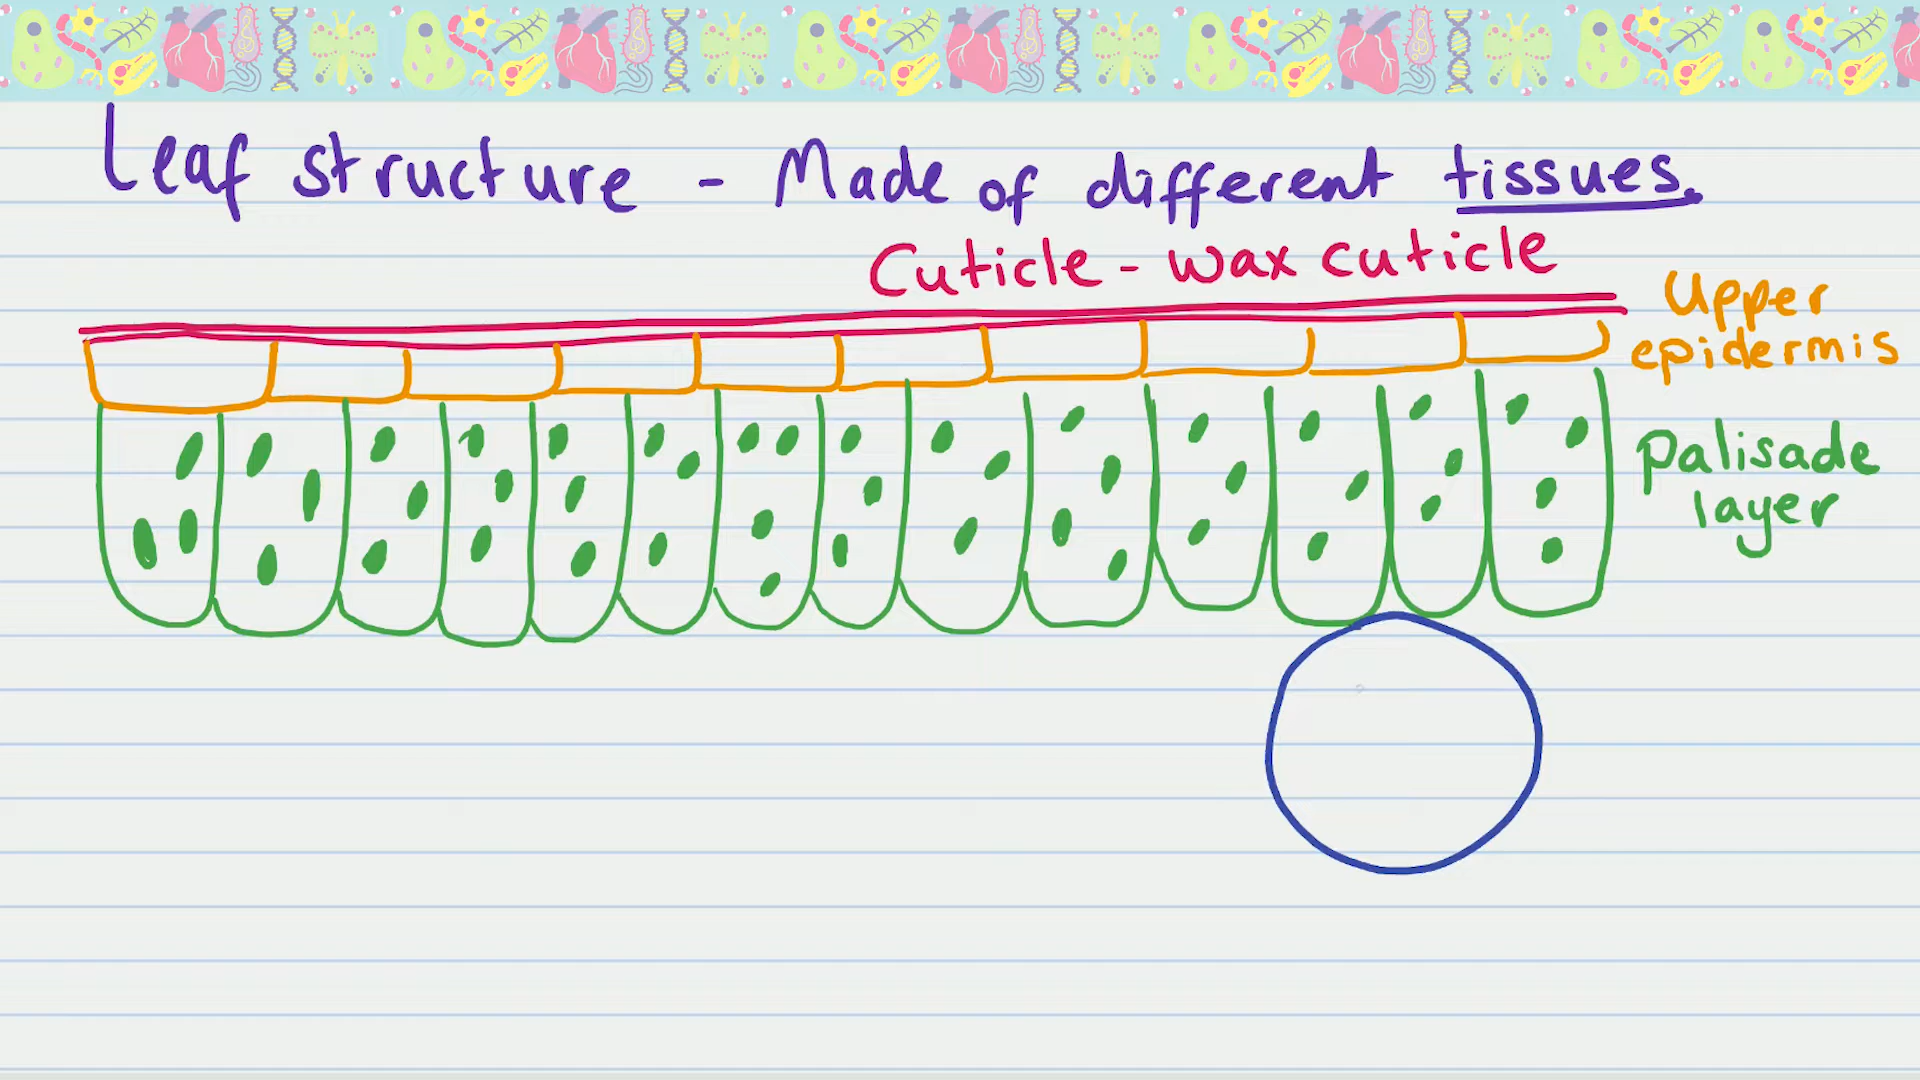 Leaf structure - Made of different tissues.
Cuticle - wax cuticle
Upper
epidermis
palisade
layer